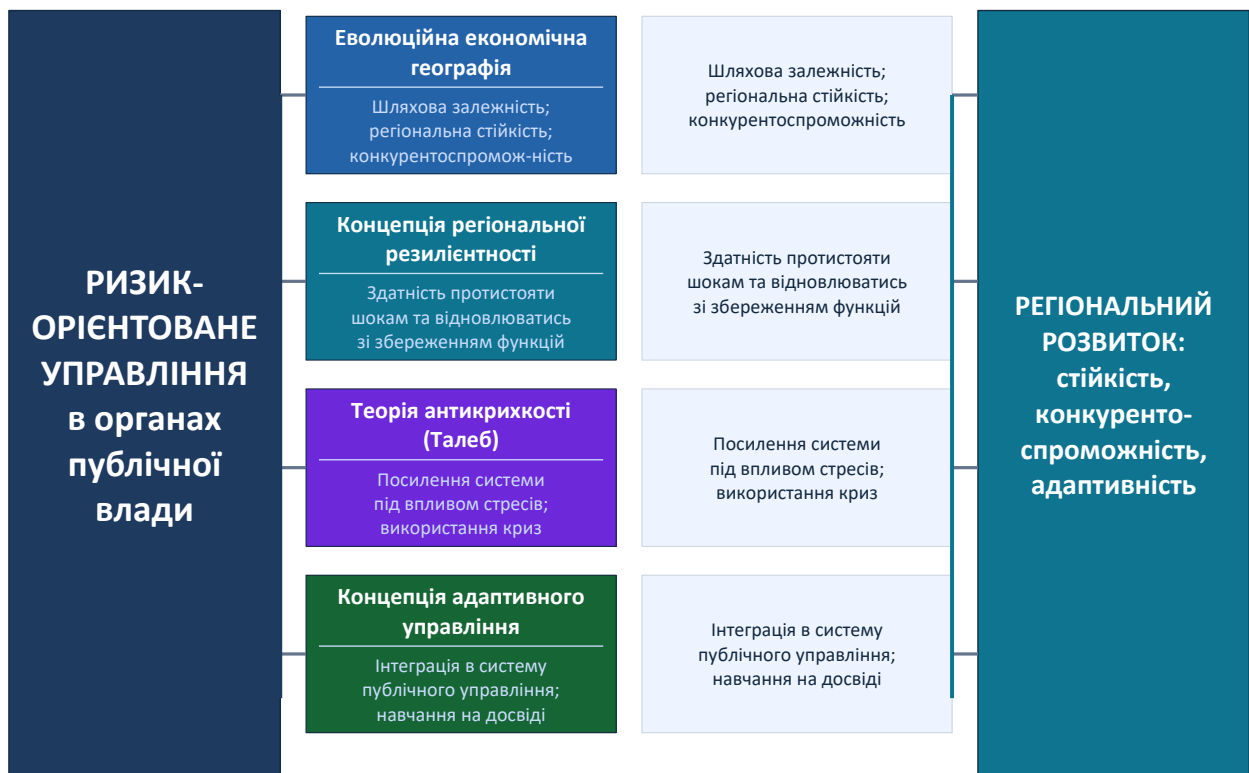 РИЗИК-
ОРІЄНТОВАНЕ
УПРАВЛІННЯ
в органах
публічної
влади
Еволюційна економічна
географія
Шляхова залежність;
регіональна стійкість;
конкурентоспромож-ність
Шляхова залежність;
регіональна стійкість;
конкурентоспроможність
Концепція регіональної
резилієнтності
Здатність протистояти
шокам та відновлюватись
зі збереженням функцій
Здатність протистояти
шокам та відновлюватись
зі збереженням функцій
Теорія антикрихкості
(Талеб)
Посилення системи
під впливом стресів;
використання криз
Посилення системи
під впливом стресів;
використання криз
Концепція адаптивного
управління
Інтеграція в систему
публічного управління;
навчання на досвіді
Інтеграція в систему
публічного управління;
навчання на досвіді
РЕГІОНАЛЬНИЙ
РОЗВИТОК:
стійкість,
конкуренто-
спроможність,
адаптивність